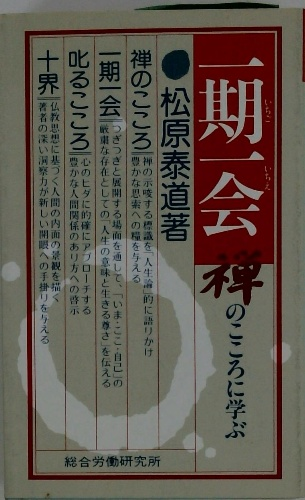 一期一会
いちご いちえ
禅のこころに学ぶ
●松原泰道著
禅のこころ
禅の示唆する標識を「人生論」的に語りかけ
豊かな思索への糧を与える
一期一会
つぎつぎと展開する場面を通して、「いま・ここ・自己」の
厳粛な存在としての「人生の意味と生きる尊さ」を伝える
叱るこころ
心のヒダに的確にアプローチする
豊かな人間関係のあり方への啓示
十界
仏教思想に基づく人間の内面の景観を描く
著者の深い洞察力が新しい開眼への手掛りを与える
総合労働研究所